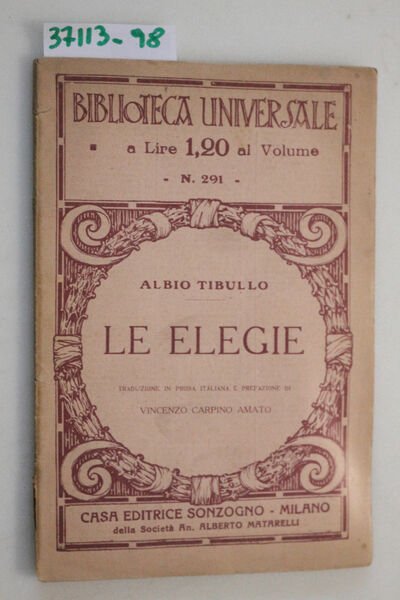 37113-98
BIBLIOTECA UNIVERSALE
a Lire 1,20 al Volume
- N. 291 -
ALBIO TIBULLO
LE ELEGIE
TRADUZIONE IN PROSA ITALIANA E PREFAZIONE DI
VINCENZO CARPINO AMATO
CASA EDITRICE SONZOGNO - MILANO
della Società An. ALBERTO MATARELLI